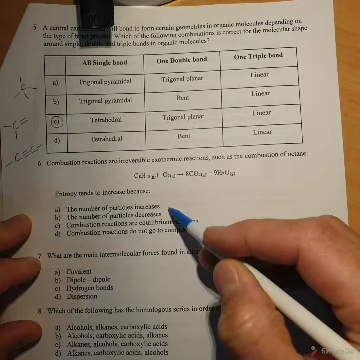 5 A central carbon will bond to form certain geometries in organic molecules depending on
the type of bond present. Which of the following combinations is correct for the molecular shape
around single, double and triple bonds in organic molecules?
All Single bond One Double bond One Triple bond
a) Trigonal pyramidal Trigonal planar Linear
b) Trigonal pyramidal Bent Linear
c) Tetrahedral Trigonal planar Linear
d) Tetrahedral Bent Linear
6 Combustion reactions are irreversible exothermic reactions, such as the combustion of octane:
Entropy tends to increase because:
a) The number of particles increases
b) The number of particles decreases
c) Combustion reactions are equilibrium
d) Combustion reactions do not go to
7 What are the main intermolecular forces found in
a) Covalent
b) Dipole – dipole
c) Hydrogen bonds
d) Dispersion
8 Which of the following has the homologous series in order
a) Alcohols, alkanes, carboxylic acids
b) Alcohols, carboxylic acids, alkanes
c) Alkanes, alcohols, carboxylic acids
d) Alkanes, carboxylic acids, alcohols